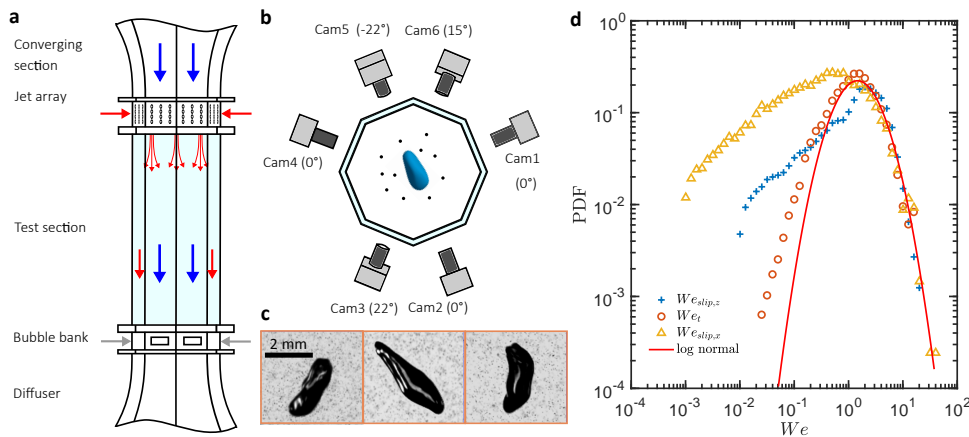 a
Converging
section
Jet array
Test section
Bubble bank
Diffuser
b
Cam5 (-22°)
Cam6 (15°)
Cam4 (0°)
Cam1
(0°)
Cam3 (22°)
Cam2 (0°)
c
2 mm
d
10^0
10^-1
10^-2
10^-3
10^-4
PDF
We_slip,z
We_t
We_slip,x
log normal
10^-4
10^-3
10^-2
10^-1
10^0
10^1
10^2
We